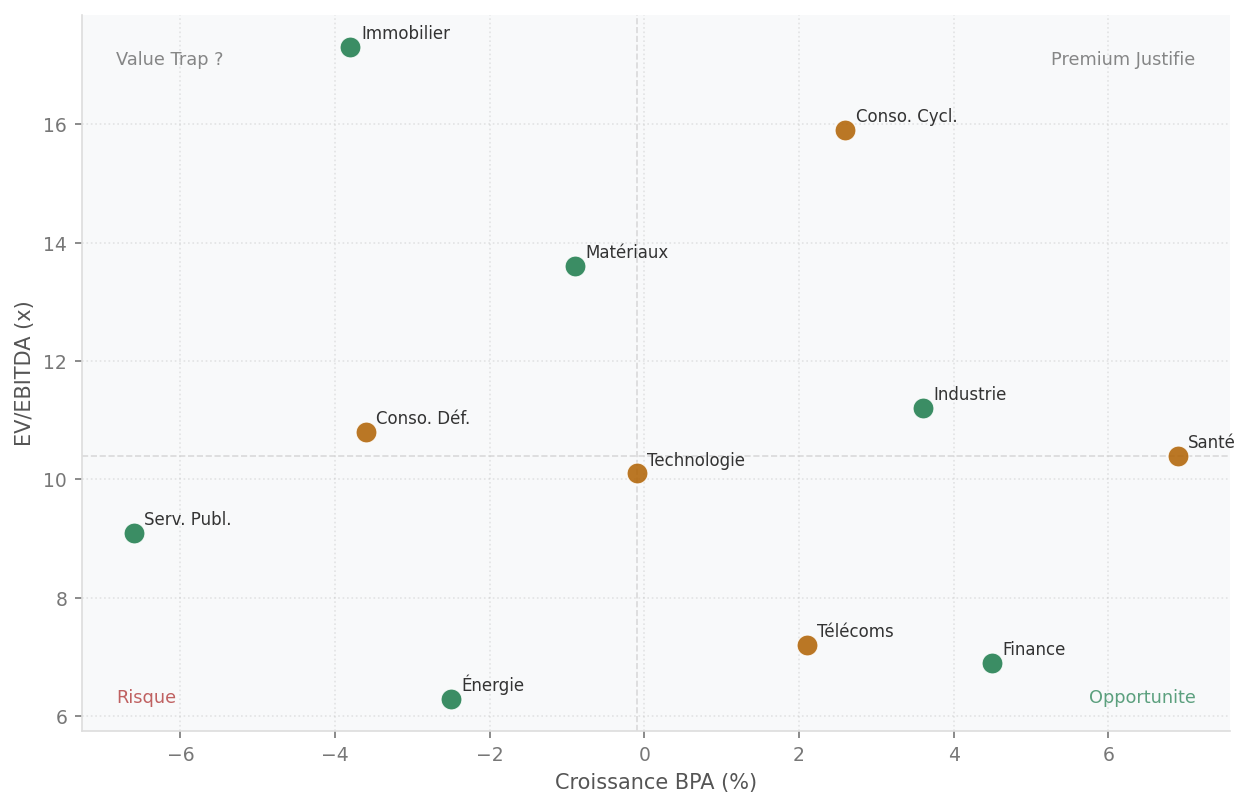 Immobilier
Value Trap ?
Premium Justifie
Conso. Cycl.
16
Matériaux
14
EV/EBITDA (x)
12
Industrie
Conso. Déf.
Santé
Technologie
10
Serv. Publ.
8
Télécoms
Finance
Énergie
Risque
Opportunite
6
−6
−4
−2
0
2
4
6
Croissance BPA (%)